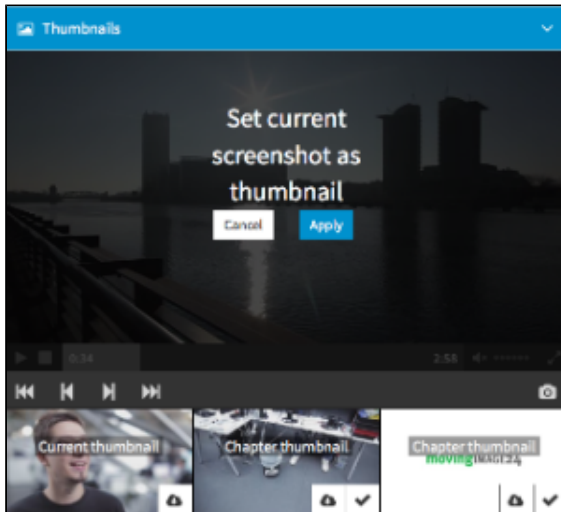 Thumbnails
Set current
screenshot as
thumbnail
Cancel Apply
0:34 2:58
Current thumbnail Chapter thumbnail Chapter thumbnail
movingIMAGE24